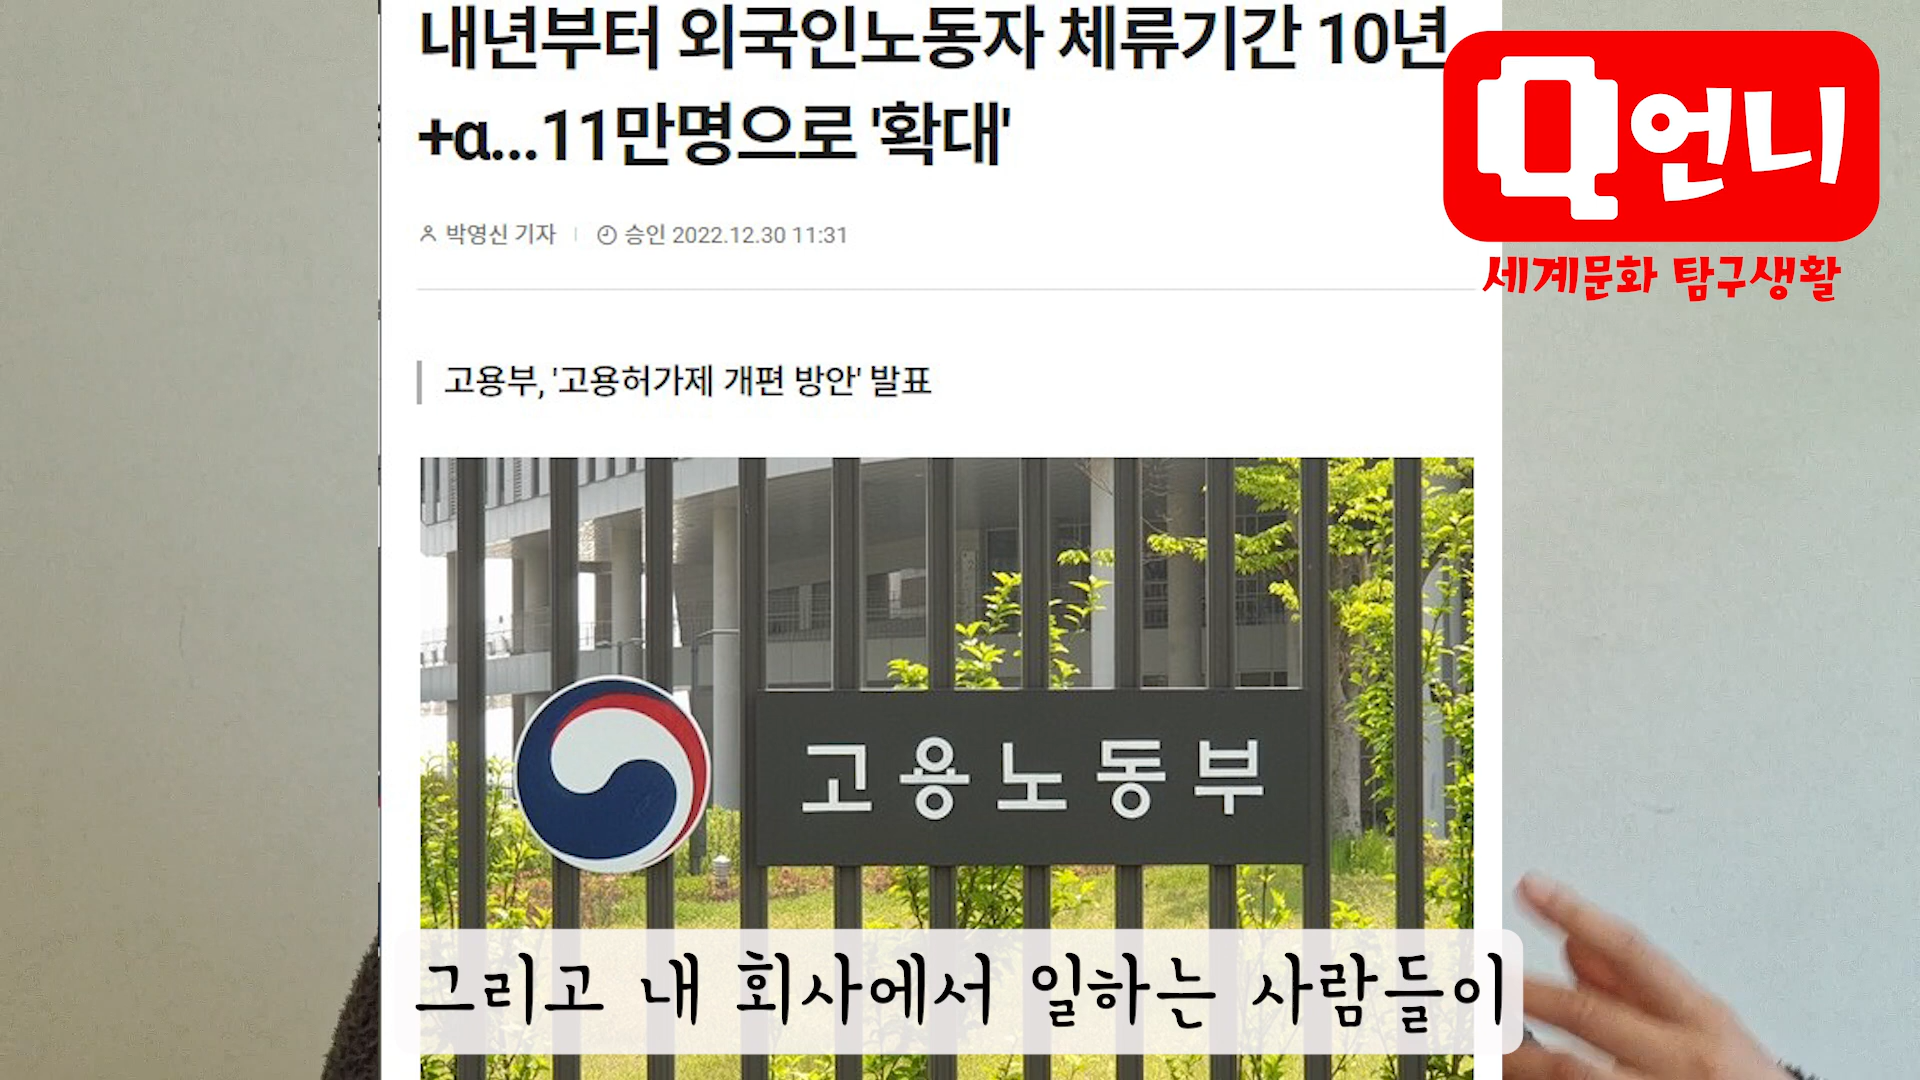 내년부터 외국인노동자 체류기간 10년
+α...11만명으로 '확대'
박영신 기자 승인 2022.12.30 11:31
고용부, '고용허가제 개편 방안' 발표
Q언니
세계문화 탐구생활
고용노동부
그리고 내 회사에서 일하는 사람들이